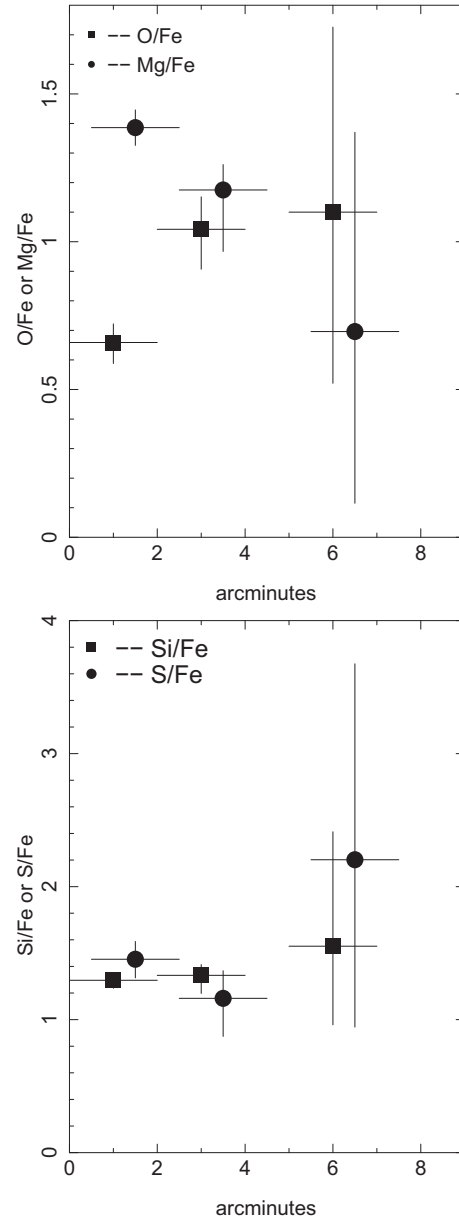 ■ -- O/Fe
● -- Mg/Fe
1.5
1
0.5
0
O/Fe or Mg/Fe
0 2 4 6 8
arcminutes
■ -- Si/Fe
● -- S/Fe
4
3
2
1
0
Si/Fe or S/Fe
0 2 4 6 8
arcminutes